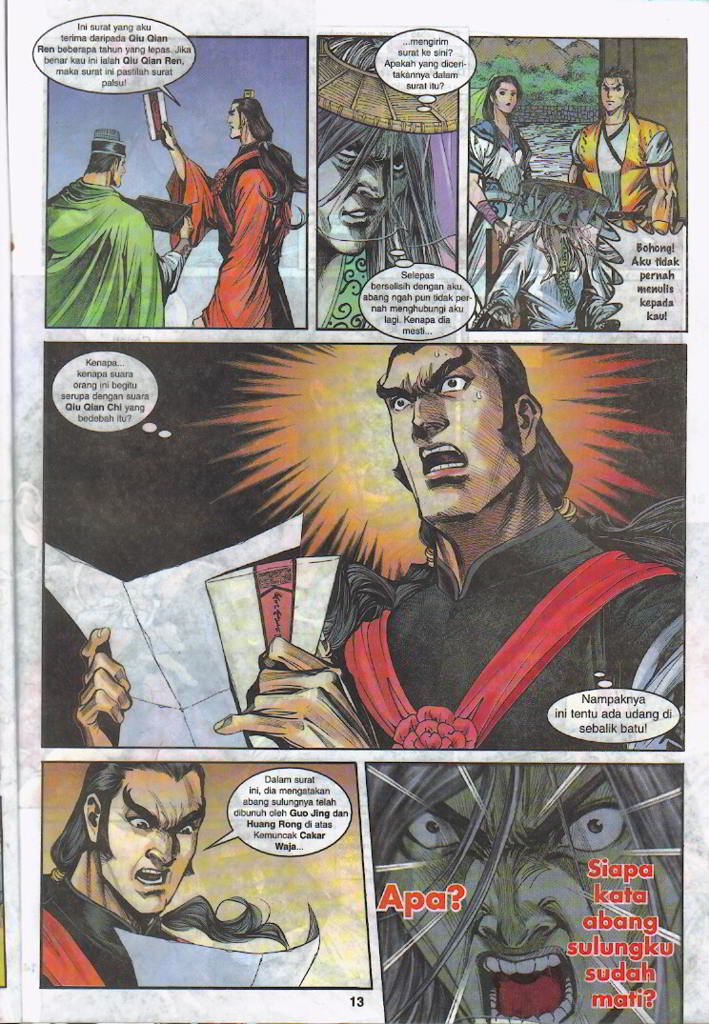 Ini surat yang aku
terima daripada Qiu Qian
Ren beberapa tahun yang lepas. Jika
benar kau ini ialah Qiu Qian Ren,
maka surat ini pastilah surat
palsu!
...mengirim
surat ke sini?
Apakah yang diceri-
takannya dalam
surat itu?
Selepas
berselisih dengan aku,
abang ngah pun tidak per-
nah menghubungi aku
lagi. Kenapa dia
mesti...
Bohong!
Aku tidak
pernah
menulis
kepada
kau!
Kenapa...
kenapa suara
orang ini begitu
serupa dengan suara
Qiu Qian Chi yang
bedebah itu?
Nampaknya
ini tentu ada udang di
sebalik batu!
Dalam surat
ini, dia mengatakan
abang sulungnya telah
dibunuh oleh Guo Jing dan
Huang Rong di atas
Kemuncak Cakar
Waja...
Apa?
Siapa
kata
abang
sulungku
sudah
mati?
13